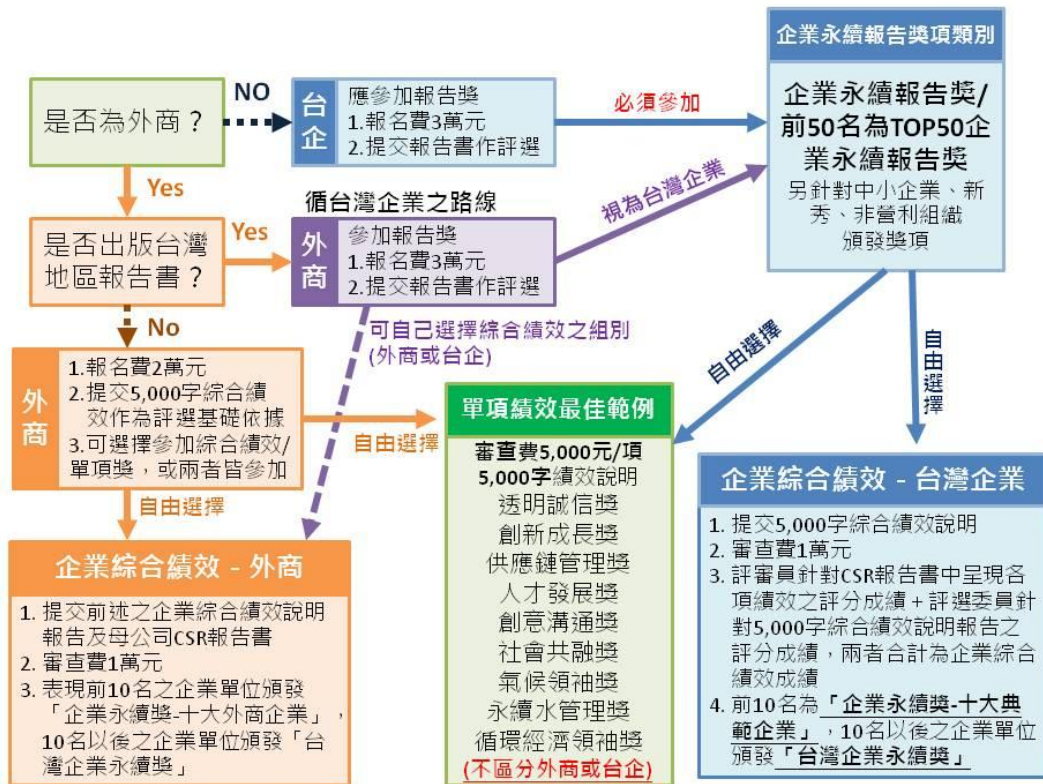 是否為外商？
NO
台企
應參加報告獎
1.報名費3萬元
2.提交報告書作評選
必須參加
企業永續報告獎項類別
企業永續報告獎/
前50名為TOP50企
業永續報告獎
另針對中小企業、新
秀、非營利組織
頒發獎項
Yes
是否出版台灣
地區報告書？
Yes
循台灣企業之路線
外商
參加報告獎
1.報名費3萬元
2.提交報告書作評選
視為台灣企業
No
可自己選擇綜合績效之組別
(外商或台企)
外商
1.報名費2萬元
2.提交5,000字綜合績
效作為評選基礎依據
3.可選擇參加綜合績效/
單項獎，或兩者皆參加
自由選擇
自由選擇
自由選擇
自由選擇
單項績效最佳範例
審查費5,000元/項
5,000字績效說明
透明誠信獎
創新成長獎
供應鏈管理獎
人才發展獎
創意溝通獎
社會共融獎
氣候領袖獎
永續水管理獎
循環經濟領袖獎
(不區分外商或台企)
企業綜合績效 – 外商
1. 提交前述之企業綜合績效說明
報告及母公司CSR報告書
2. 審查費1萬元
3. 表現前10名之企業單位頒發
「企業永續獎-十大外商企業」，
10名以後之企業單位頒發「台
灣企業永續獎」
企業綜合績效 – 台灣企業
1. 提交5,000字綜合績效說明
2. 審查費1萬元
3. 評審員針對CSR報告書中呈現各
項績效之評分成績 + 評選委員針
對5,000字綜合績效說明報告之
評分成績，兩者合計為企業綜合
績效成績
4. 前10名為「企業永續獎-十大典
範企業」，10名以後之企業單位
頒發「台灣企業永續獎」